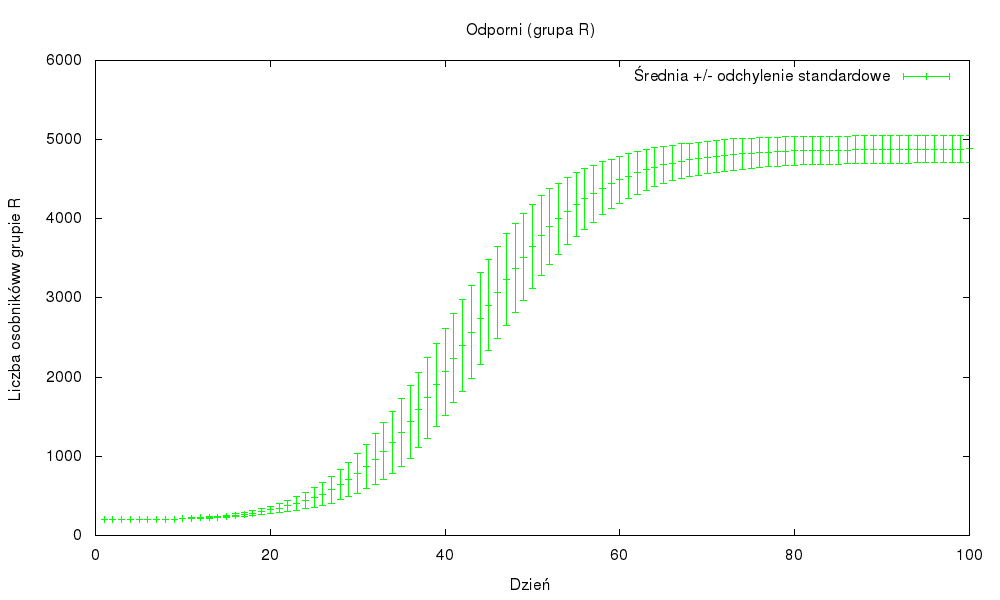 Odporni (grupa R)
Średnia +/- odchylenie standardowe
6000
5000
4000
3000
2000
1000
0
Liczba osobnikóww grupie R
0 20 40 60 80 100
Dzień